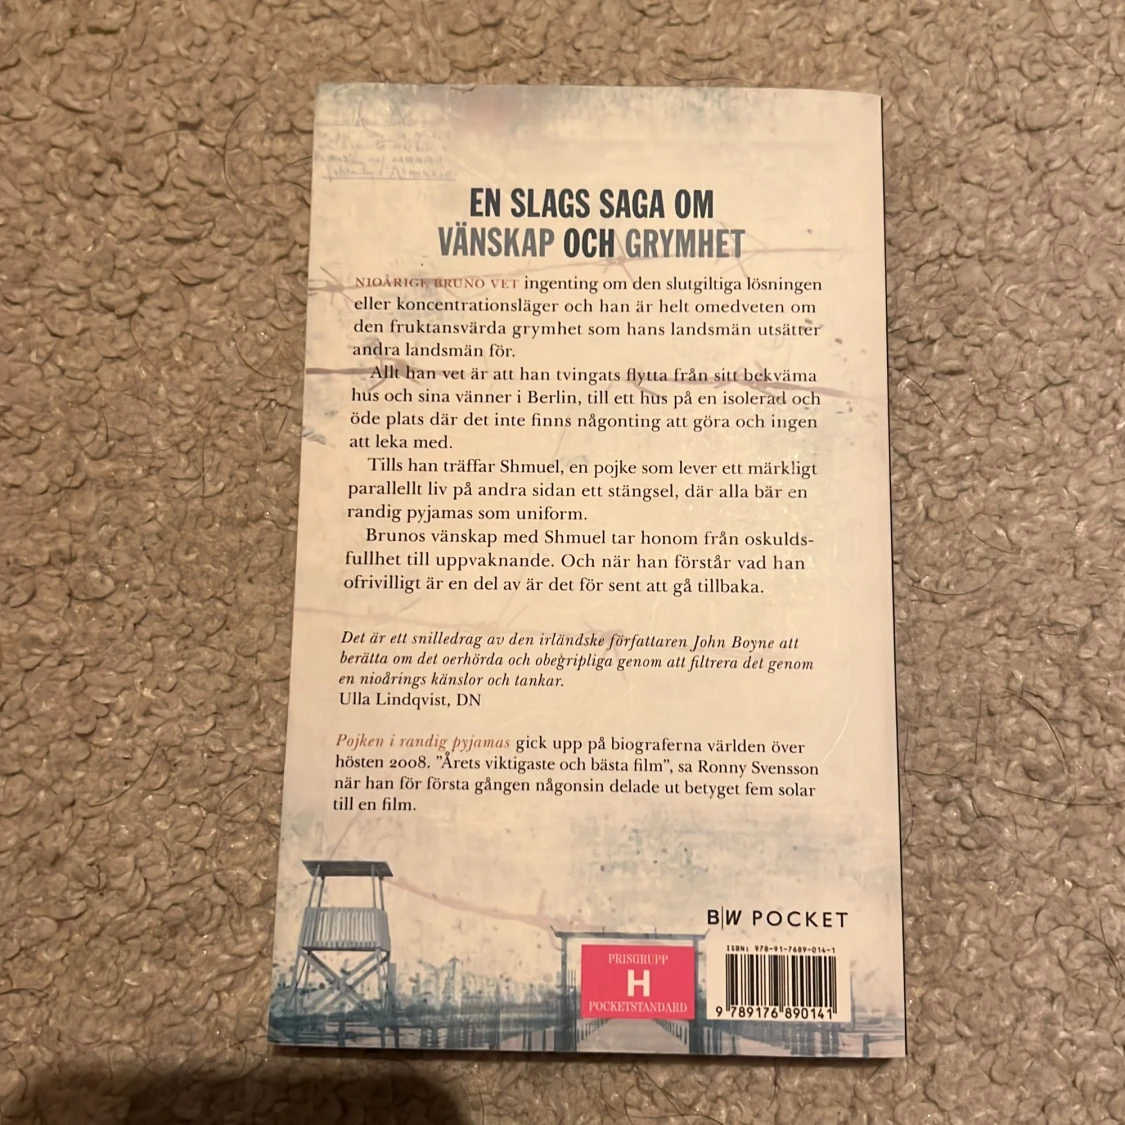 EN SLAGS SAGA OM
VÄNSKAP OCH GRYMHET
NIOÅRIGE BRUNO VET ingenting om den slutgiltiga lösningen
eller koncentrationsläger och han är helt omedveten om
den fruktansvärda grymhet som hans landsmän utsätter
andra landsmän för.
Allt han vet är att han tvingats flytta från sitt bekväma
hus och sina vänner i Berlin, till ett hus på en isolerad och
öde plats där det inte finns någonting att göra och ingen
att leka med.
Tills han träffar Shmuel, en pojke som lever ett märkligt
parallellt liv på andra sidan ett stängsel, där alla bär en
randig pyjamas som uniform.
Brunos vänskap med Shmuel tar honom från oskulds-
fullhet till uppvaknande. Och när han förstår vad han
ofrivilligt är en del av är det för sent att gå tillbaka.
Det är ett snilledrag av den irländske författaren John Boyne att
berätta om det oerhörda och obegripliga genom att filtrera det genom
en nioårings känslor och tankar.
Ulla Lindqvist, DN
Pojken i randig pyjamas gick upp på biograferna världen över
hösten 2008. ”Årets viktigaste och bästa film”, sa Ronny Svensson
när han för första gången någonsin delade ut betyget fem solar
till en film.
B|W POCKET
PRISGRUPP
H
POCKETSTANDARD
ISBN: 978-91-7689-014-1
9 789176 890141